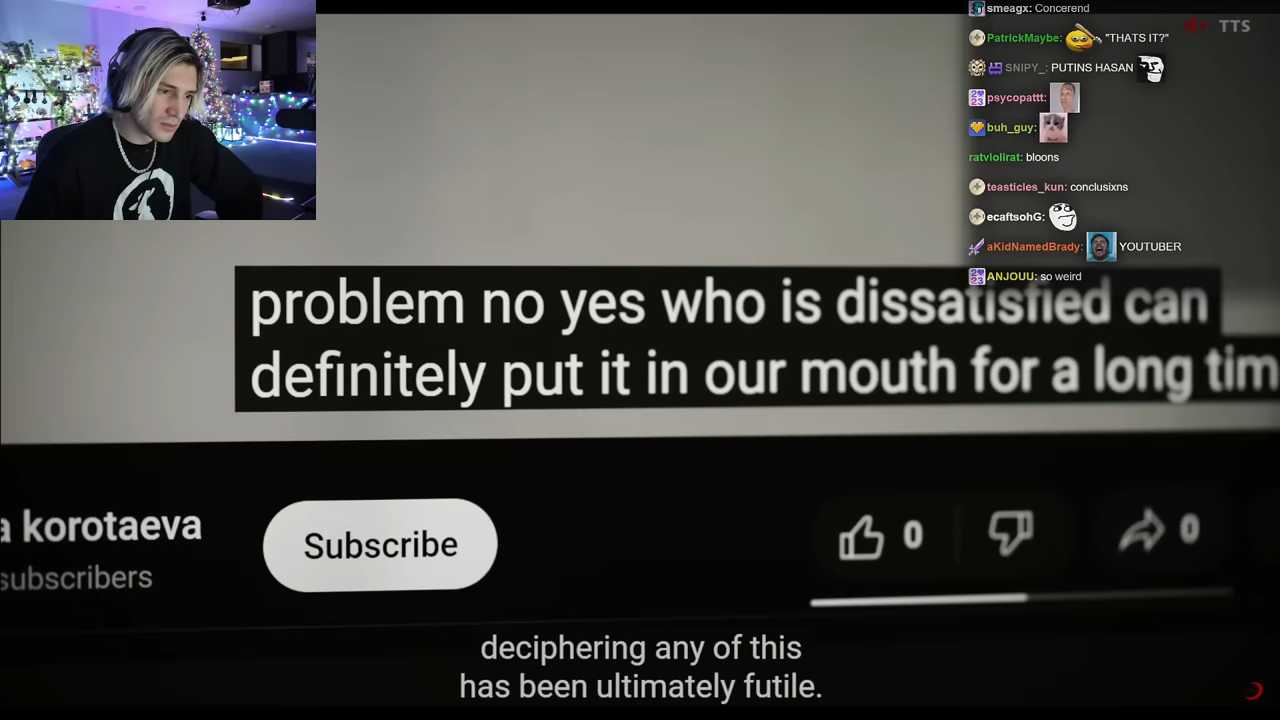 smeagx: Concerend
TTS
PatrickMaybe: "THATS IT?"
SNIPY_: PUTINS HASAN
psycopattt:
buh_guy:
ratviolirat: bloons
teasticles_kun: conclusixns
ecaftsohG:
aKidNamedBrady: YOUTUBER
ANJOUU: so weird
problem no yes who is dissatisfied can
definitely put it in our mouth for a long tim
a korotaeva
subscribers
Subscribe
0
0
deciphering any of this
has been ultimately futile.